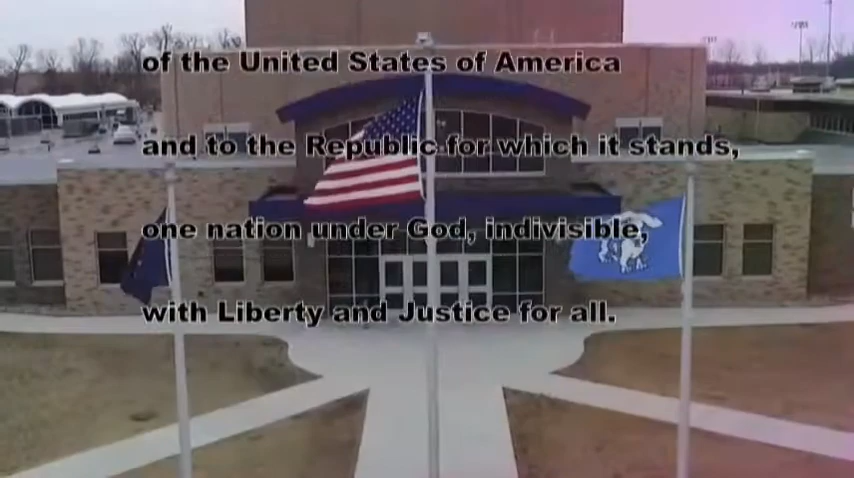 of the United States of America
and to the Republic for which it stands,
one nation under God, indivisible,
with Liberty and Justice for all.